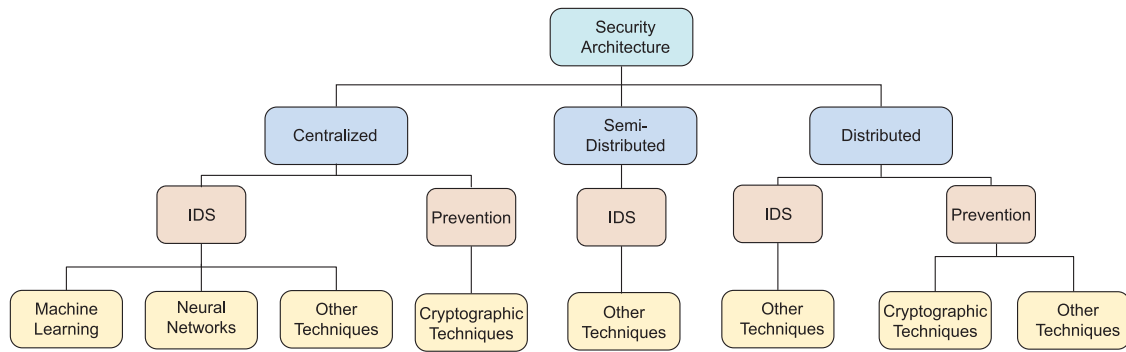 Security
Architecture
Centralized
Semi-
Distributed
Distributed
IDS
Prevention
IDS
IDS
Prevention
Machine
Learning
Neural
Networks
Other
Techniques
Cryptographic
Techniques
Other
Techniques
Other
Techniques
Cryptographic
Techniques
Other
Techniques